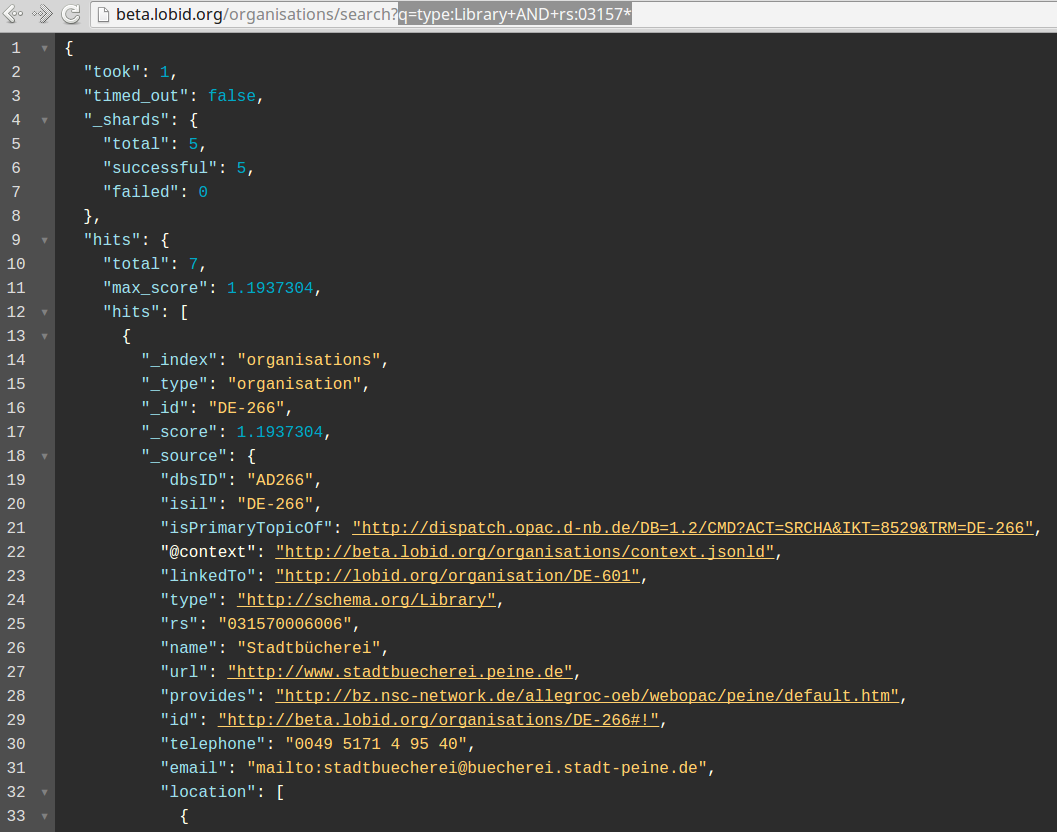 beta.lobid.org/organisations/search?q=type:Library+AND+rs:03157*
1 {
2 "took": 1,
3 "timed_out": false,
4 "_shards": {
5 "total": 5,
6 "successful": 5,
7 "failed": 0
8 },
9 "hits": {
10 "total": 7,
11 "max_score": 1.1937304,
12 "hits": [
13 {
14 "_index": "organisations",
15 "_type": "organisation",
16 "_id": "DE-266",
17 "_score": 1.1937304,
18 "_source": {
19 "dbsID": "AD266",
20 "isil": "DE-266",
21 "isPrimaryTopicOf": "http://dispatch.opac.d-nb.de/DB=1.2/CMD?ACT=SRCHA&IKT=8529&TRM=DE-266",
22 "@context": "http://beta.lobid.org/organisations/context.jsonld",
23 "linkedTo": "http://lobid.org/organisation/DE-601",
24 "type": "http://schema.org/Library",
25 "rs": "031570006006",
26 "name": "Stadtbücherei",
27 "url": "http://www.stadtbuecherei.peine.de",
28 "provides": "http://bz.nsc-network.de/allegroc-oeb/webopac/peine/default.htm",
29 "id": "http://beta.lobid.org/organisations/DE-266#!",
30 "telephone": "0049 5171 4 95 40",
31 "email": "mailto:stadtbuecherei@buecherei.stadt-peine.de",
32 "location": [
33 {